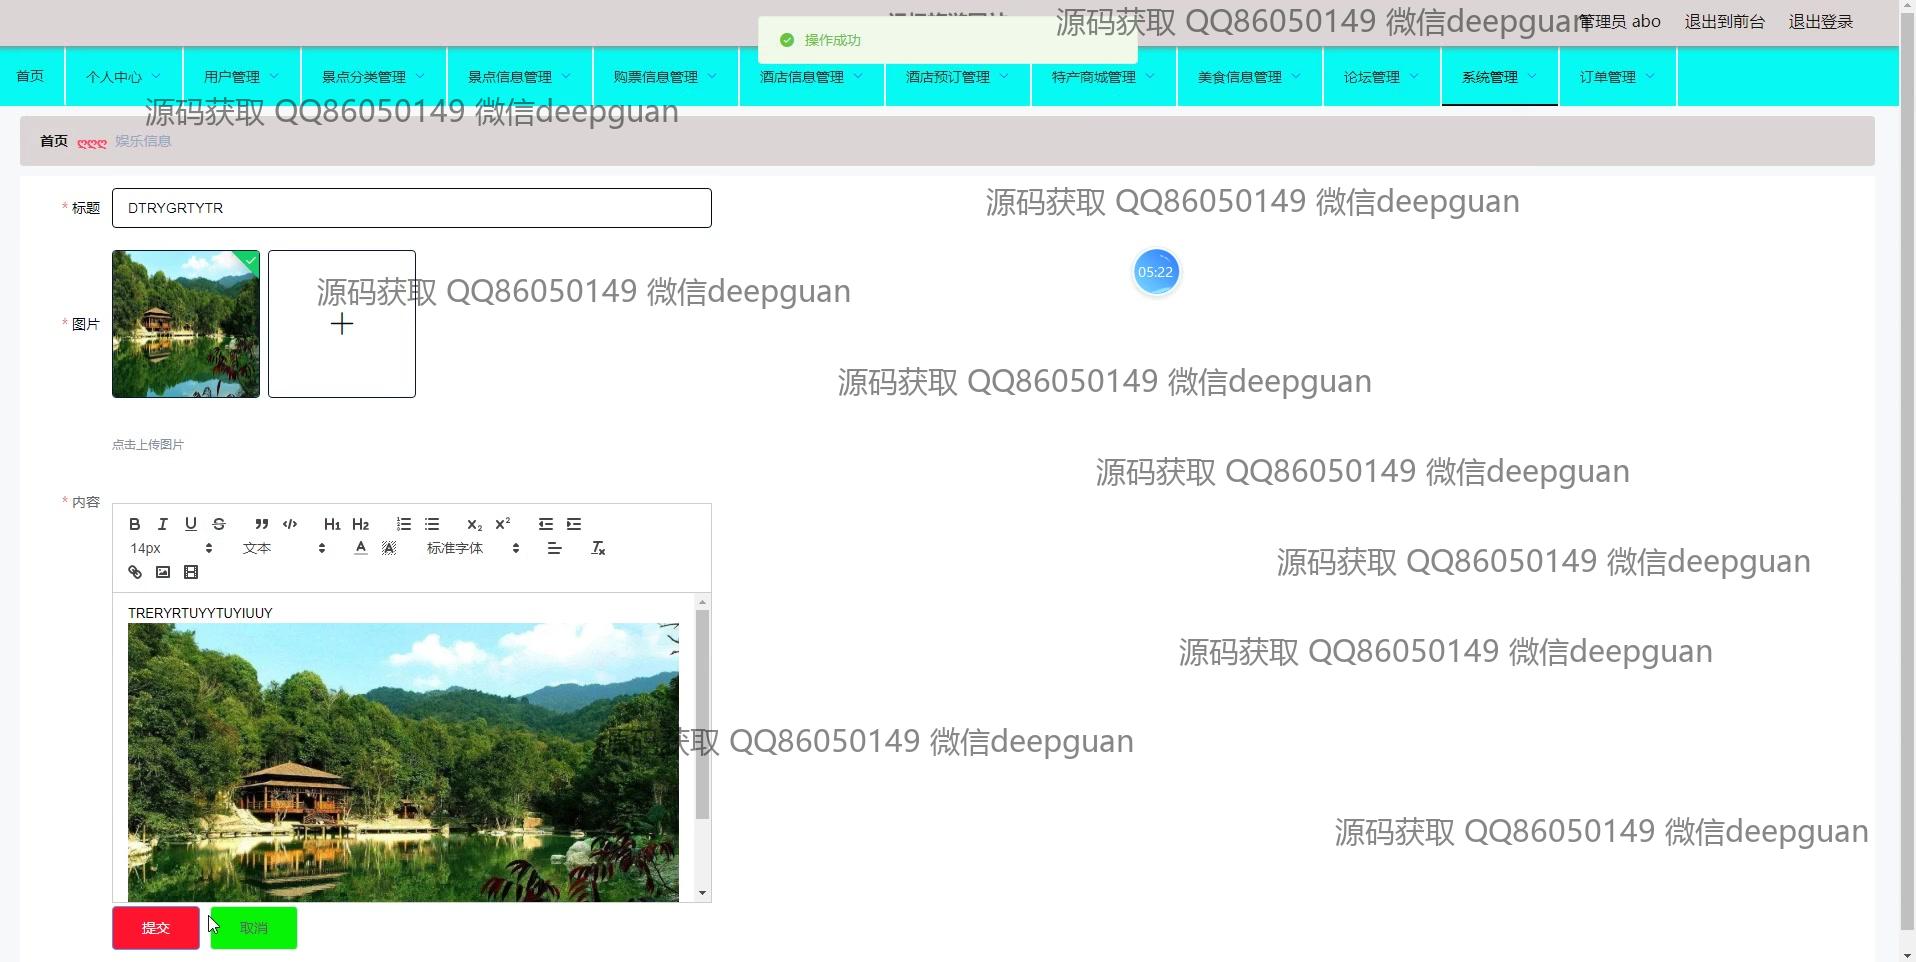 源码获取 QQ86050149 微信deepguan
管理员 abo 退出到前台 退出登录
操作成功
首页 个人中心 用户管理 景点分类管理 景点信息管理 购票信息管理 酒店信息管理 酒店预订管理 特产商城管理 美食信息管理 论坛管理 系统管理 订单管理
源码获取 QQ86050149 微信deepguan
首页 ღღღ 娱乐信息
源码获取 QQ86050149 微信deepguan
* 标题 DTRYGRTYTR
05:22
源码获取 QQ86050149 微信deepguan
* 图片
源码获取 QQ86050149 微信deepguan
点击上传图片
源码获取 QQ86050149 微信deepguan
* 内容
B I U S H1 H2 x2 x2
14px 文本 A A 标准字体 Tx
源码获取 QQ86050149 微信deepguan
TRERYRTUYYTUYIUUY
源码获取 QQ86050149 微信deepguan
源码获取 QQ86050149 微信deepguan
源码获取 QQ86050149 微信deepguan
提交 取消